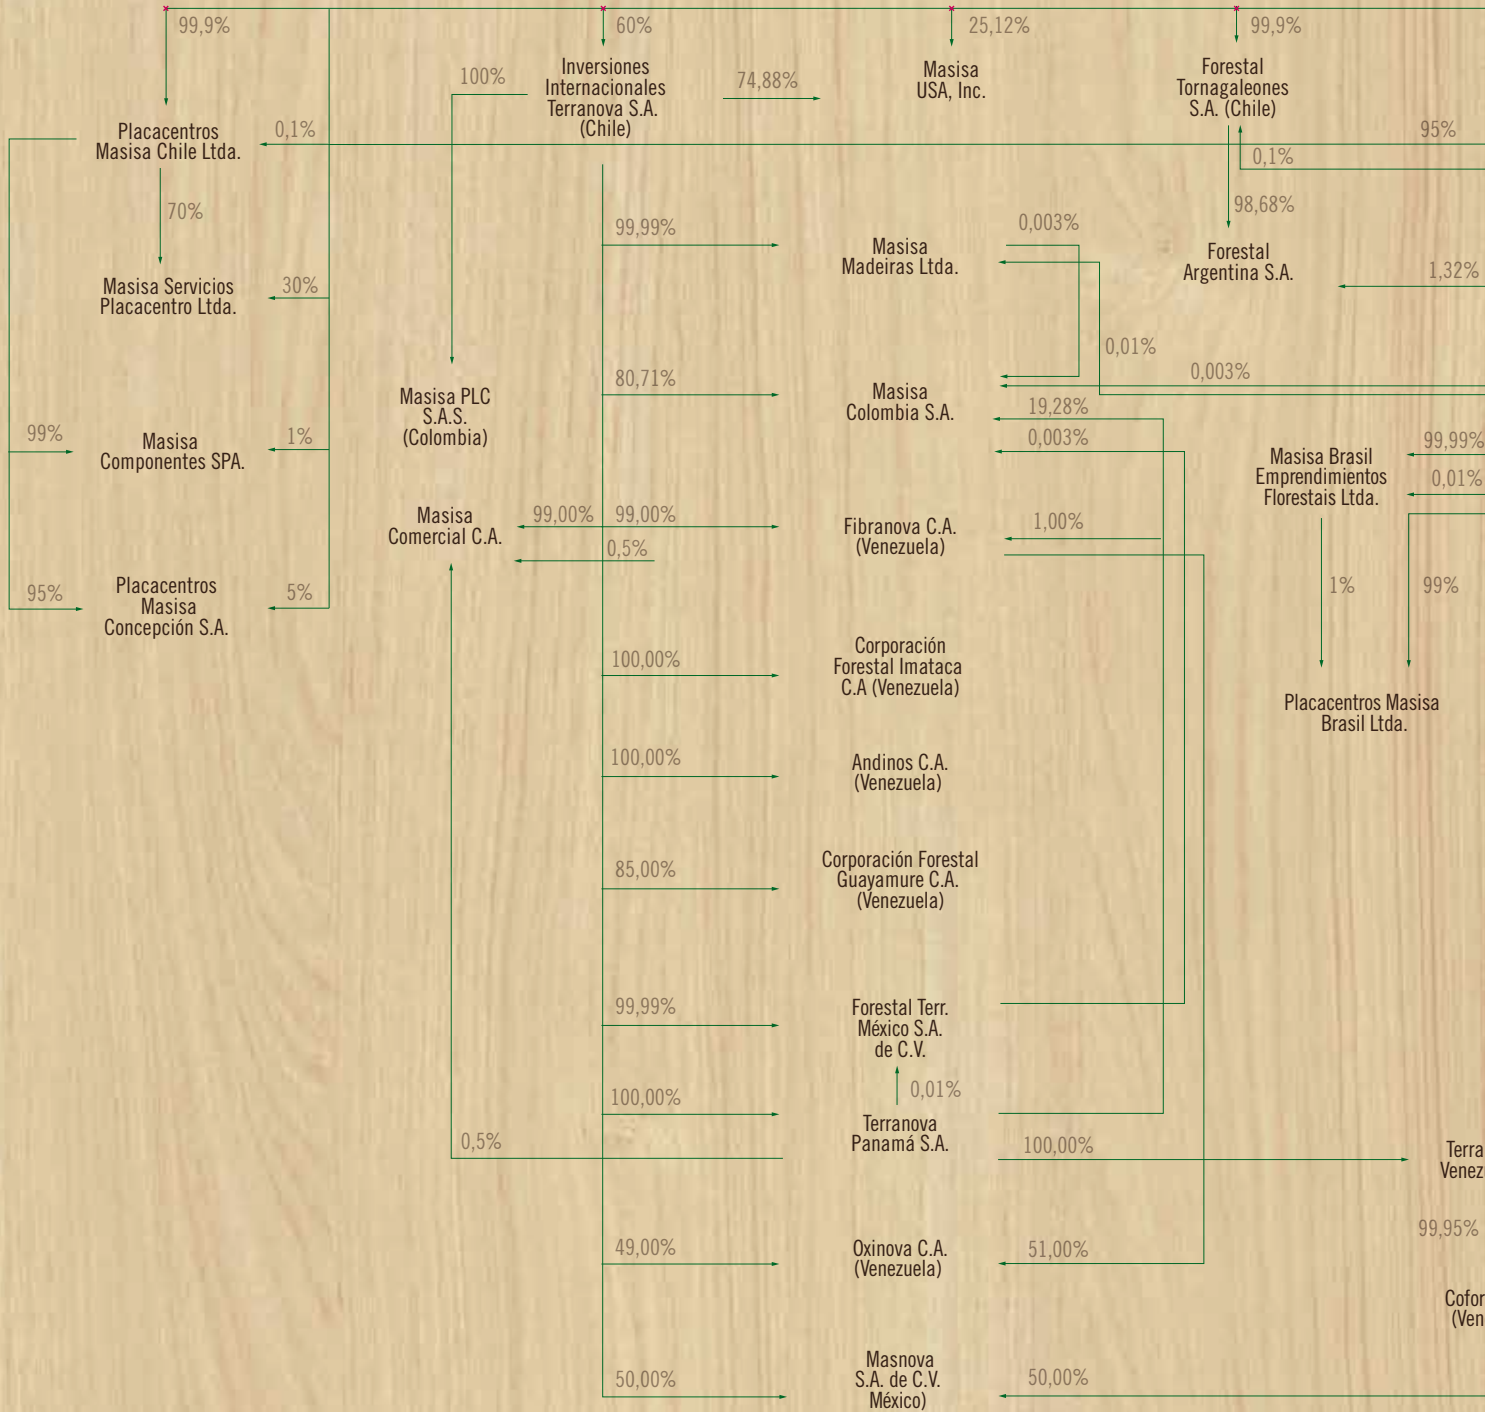 99,9%
60%
25,12%
99,9%
Inversiones
Internacionales
Terranova S.A.
(Chile)
100%
74,88%
Masisa
USA, Inc.
Forestal
Tornagaleones
S.A. (Chile)
Placacentros
Masisa Chile Ltda.
0,1%
95%
0,1%
70%
98,68%
99,99%
Masisa
Madeiras Ltda.
0,003%
Forestal
Argentina S.A.
1,32%
Masisa Servicios
Placacentro Ltda.
30%
0,01%
80,71%
0,003%
Masisa PLC
S.A.S.
(Colombia)
Masisa
Colombia S.A.
19,28%
0,003%
99%
Masisa
Componentes SPA.
1%
Masisa Brasil
Emprendimientos
Florestais Ltda.
99,99%
0,01%
Masisa
Comercial C.A.
99,00%
99,00%
0,5%
Fibranova C.A.
(Venezuela)
1,00%
95%
Placacentros
Masisa
Concepción S.A.
5%
1%
99%
100,00%
Corporación
Forestal Imataca
C.A (Venezuela)
Placacentros Masisa
Brasil Ltda.
100,00%
Andinos C.A.
(Venezuela)
85,00%
Corporación Forestal
Guayamure C.A.
(Venezuela)
99,99%
Forestal Terr.
México S.A.
de C.V.
0,01%
100,00%
Terranova
Panamá S.A.
0,5%
100,00%
Terra
Venez
99,95%
49,00%
Oxinova C.A.
(Venezuela)
51,00%
Cofor
(Ven
50,00%
Masnova
S.A. de C.V.
México)
50,00%